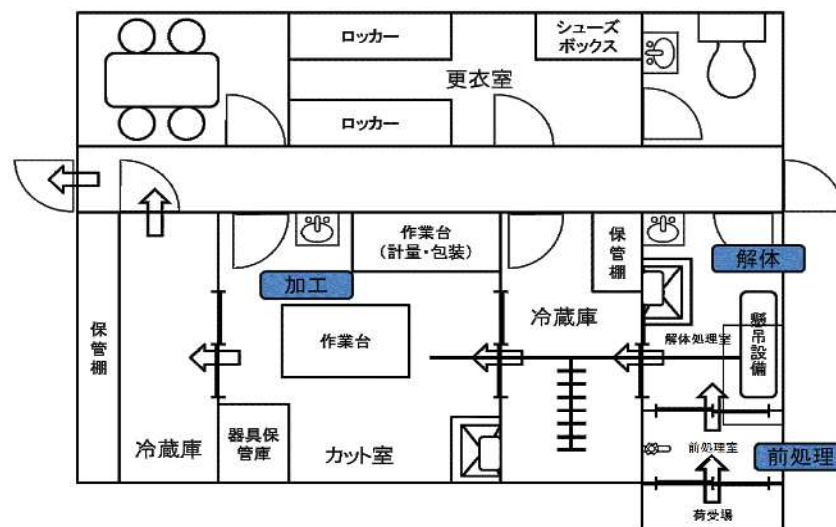 ロッカー
シューズ
ボックス
更衣室
ロッカー
作業台
(計量・包装)
保管棚
解体
加工
冷蔵庫
保管棚
作業台
解体処理室
懸吊設備
器具保
管庫
冷蔵庫
カット室
前処理室
前処理
荷受場